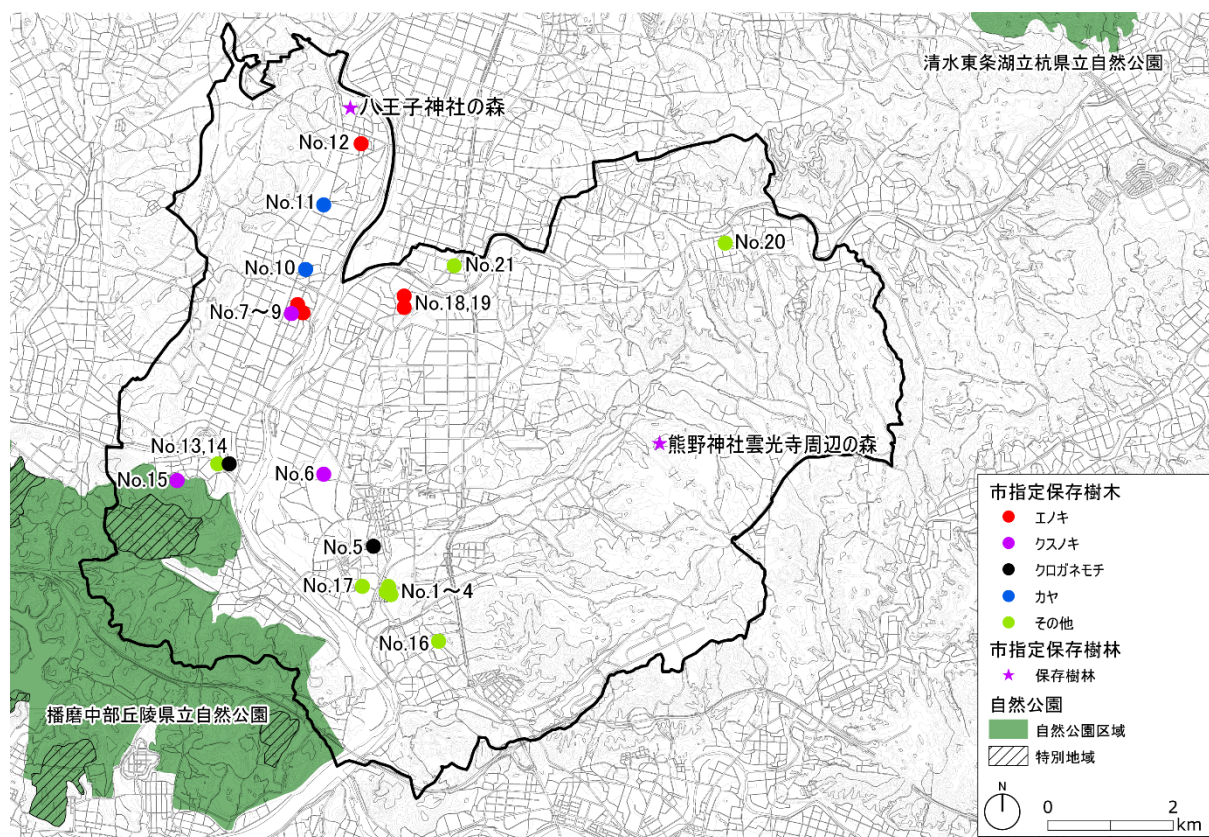 清水東条湖立杭県立自然公園
八王子神社の森
No.12
No.11
No.20
No.21
No.10
No.18,19
No.7～9
No.13,14
熊野神社雲光寺周辺の森
No.15
No.6
No.5
No.17
No.1～4
No.16
播磨中部丘陵県立自然公園
市指定保存樹木
エノキ
クスノキ
クロガネモチ
カヤ
その他
市指定保存樹林
保存樹林
自然公園
自然公園区域
特別地域
N
0 2
km